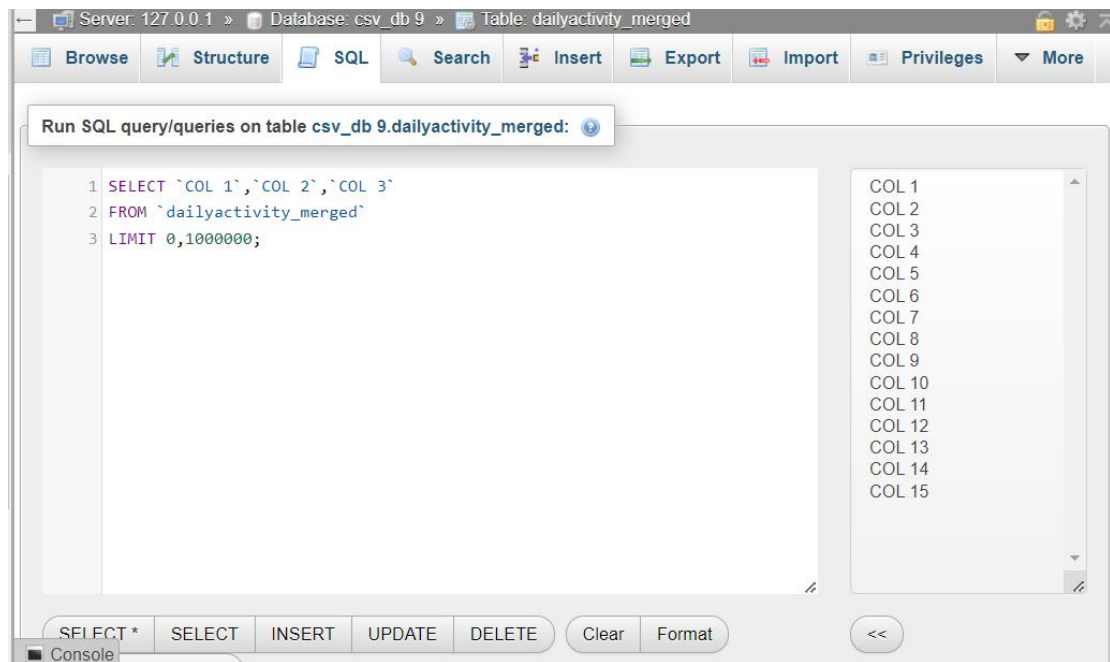 ← Server: 127.0.0.1 » Database: csv_db 9 » Table: dailyactivity_merged
Browse Structure SQL Search Insert Export Import Privileges More
Run SQL query/queries on table csv_db 9.dailyactivity_merged:
1 SELECT `COL 1`,`COL 2`,`COL 3`
2 FROM `dailyactivity_merged`
3 LIMIT 0,1000000;
COL 1
COL 2
COL 3
COL 4
COL 5
COL 6
COL 7
COL 8
COL 9
COL 10
COL 11
COL 12
COL 13
COL 14
COL 15
SELECT * SELECT INSERT UPDATE DELETE Clear Format <<
Console